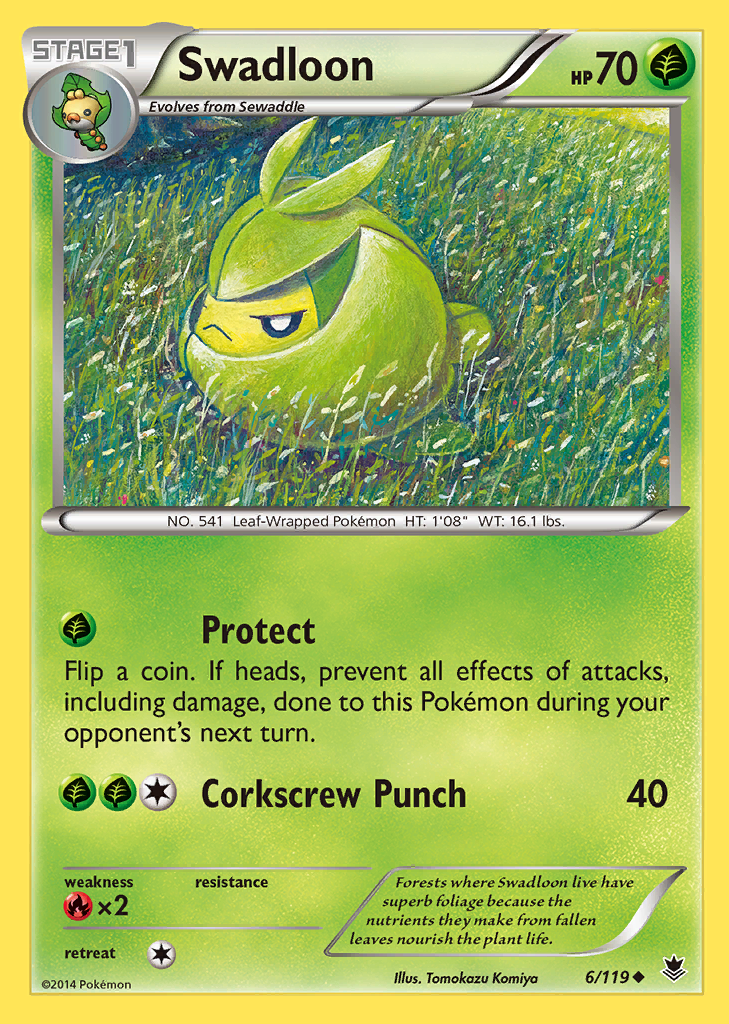 STAGE1
Swadloon
HP 70
Evolves from Sewaddle
NO. 541 Leaf-Wrapped Pokémon HT: 1'08" WT: 16.1 lbs.
Protect
Flip a coin. If heads, prevent all effects of attacks,
including damage, done to this Pokémon during your
opponent's next turn.
Corkscrew Punch 40
weakness resistance
×2
retreat
Forests where Swadloon live have
superb foliage because the
nutrients they make from fallen
leaves nourish the plant life.
©2014 Pokémon
Illus. Tomokazu Komiya
6/119